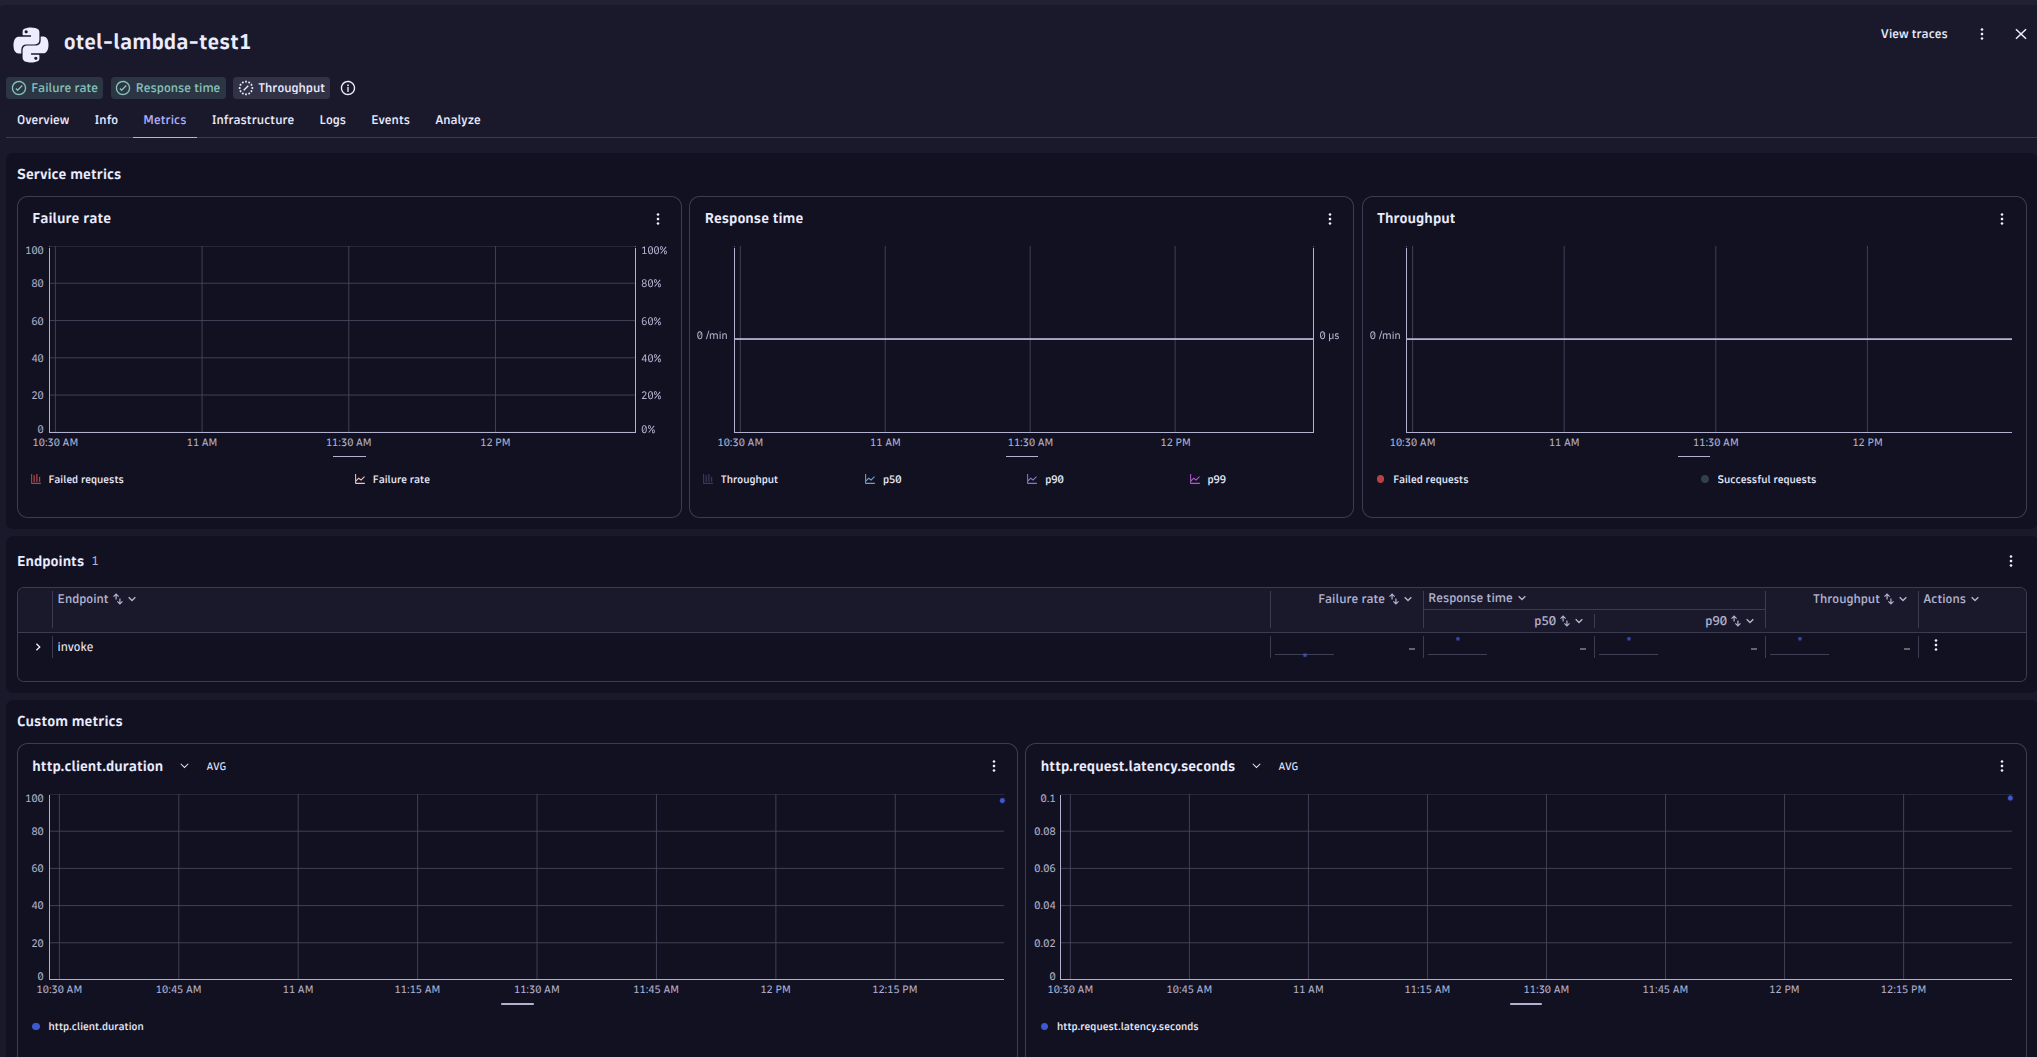 otel-lambda-test1
View traces
Failure rate Response time Throughput
Overview Info Metrics Infrastructure Logs Events Analyze
Service metrics
Failure rate
100 100%
80 80%
60 60%
40 40%
20 20%
0 0%
10:30 AM 11 AM 11:30 AM 12 PM
Failed requests Failure rate
Response time
0 /min 0 µs
10:30 AM 11 AM 11:30 AM 12 PM
Throughput p50 p90 p99
Throughput
0 /min
10:30 AM 11 AM 11:30 AM 12 PM
Failed requests Successful requests
Endpoints 1
Endpoint Failure rate Response time Throughput Actions
p50 p90
invoke – – – –
Custom metrics
http.client.duration AVG
100
80
60
40
20
0
10:30 AM 10:45 AM 11 AM 11:15 AM 11:30 AM 11:45 AM 12 PM 12:15 PM
http.client.duration
http.request.latency.seconds AVG
0.1
0.08
0.06
0.04
0.02
0
10:30 AM 10:45 AM 11 AM 11:15 AM 11:30 AM 11:45 AM 12 PM 12:15 PM
http.request.latency.seconds